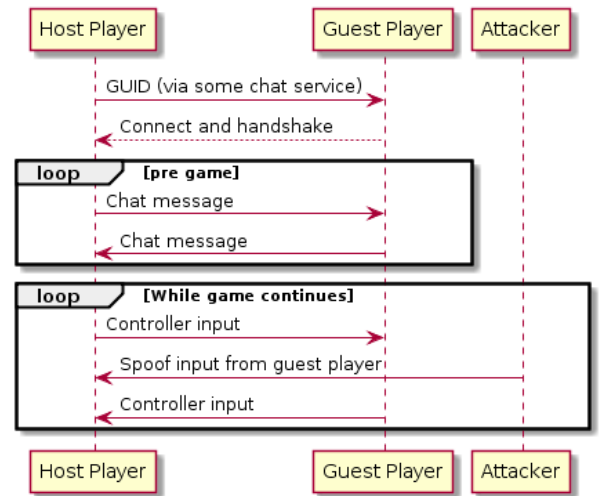 Host Player Guest Player Attacker
GUID (via some chat service)
Connect and handshake
loop [pre game]
Chat message
Chat message
loop [While game continues]
Controller input
Spoof input from guest player
Controller input
Host Player Guest Player Attacker